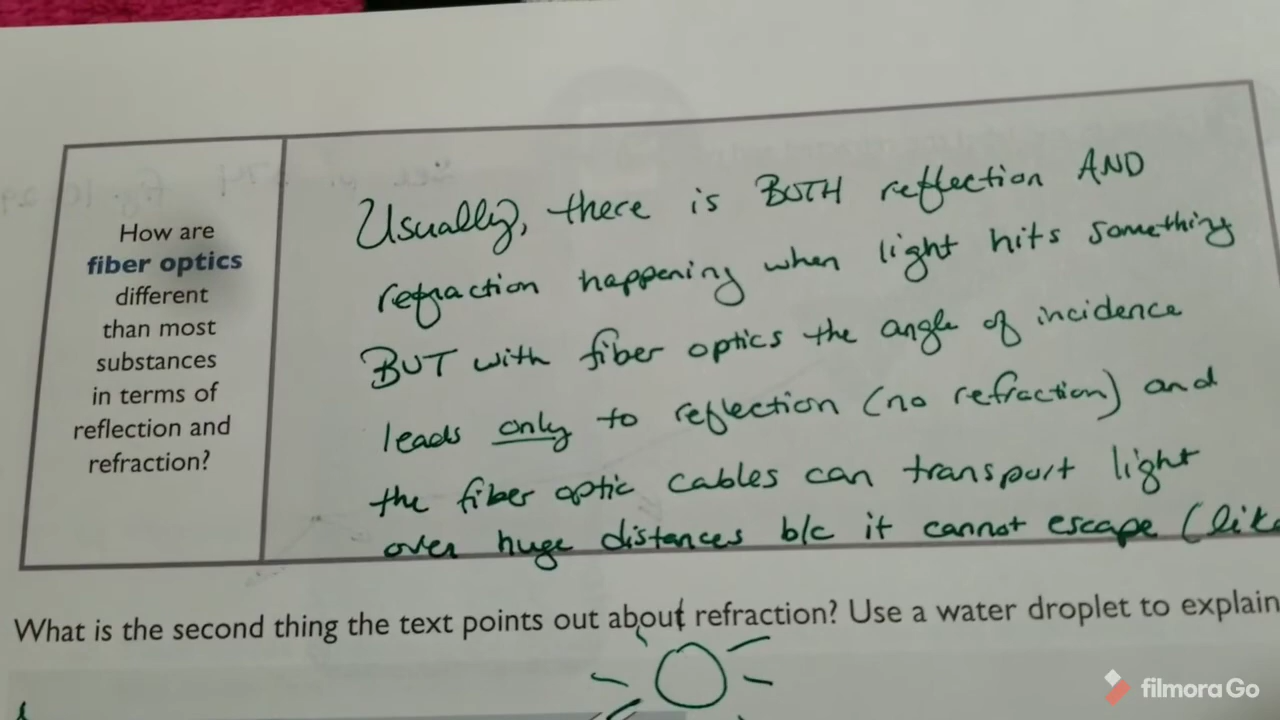 How are
fiber optics
different
than most
substances
in terms of
reflection and
refraction?
Usually, there is BOTH reflection AND
refraction happening when light hits something
BUT with fiber optics the angle of incidence
leads only to reflection (no refraction) and
the fiber optic cables can transport light
over huge distances b/c it cannot escape (like
What is the second thing the text points out about refraction? Use a water droplet to explain
filmoraGo